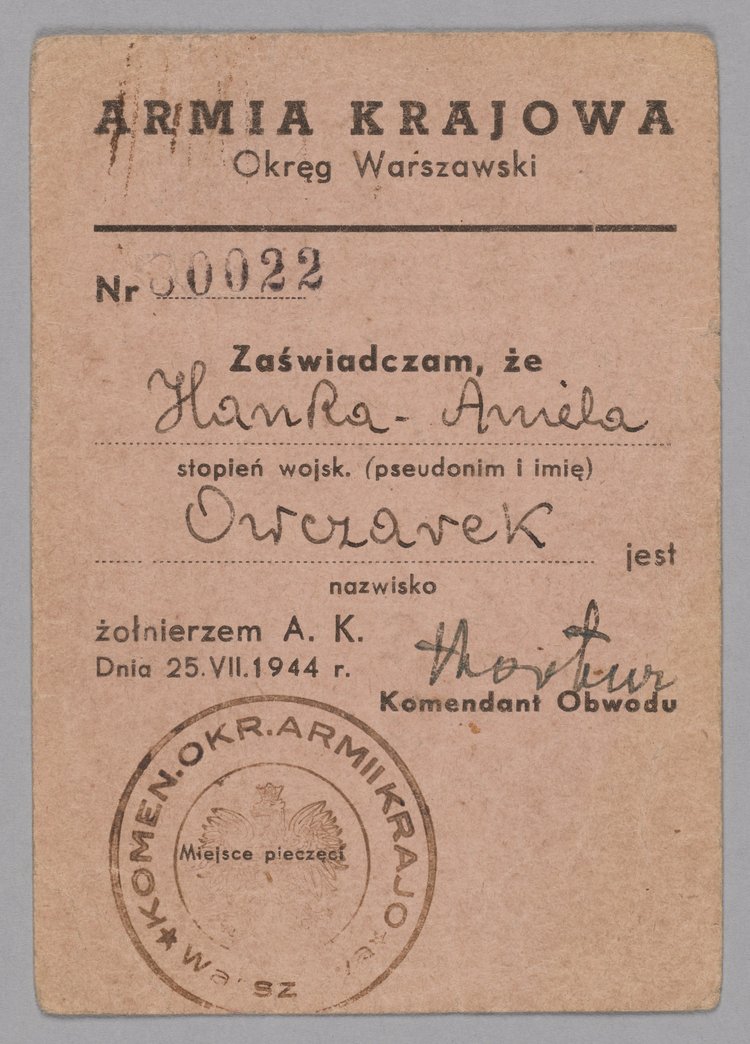 ARMIA KRAJOWA
Okręg Warszawski
Nr 80022
Zaświadczam, że
Hanka - Aniela
stopień wojsk. (pseudonim i imię)
Owczarek
jest
nazwisko
żołnierzem A. K.
Dnia 25.VII.1944 r.
Komendant Obwodu
★KOMEN.OKR.ARMII KRAJO
Miejsce pieczęci